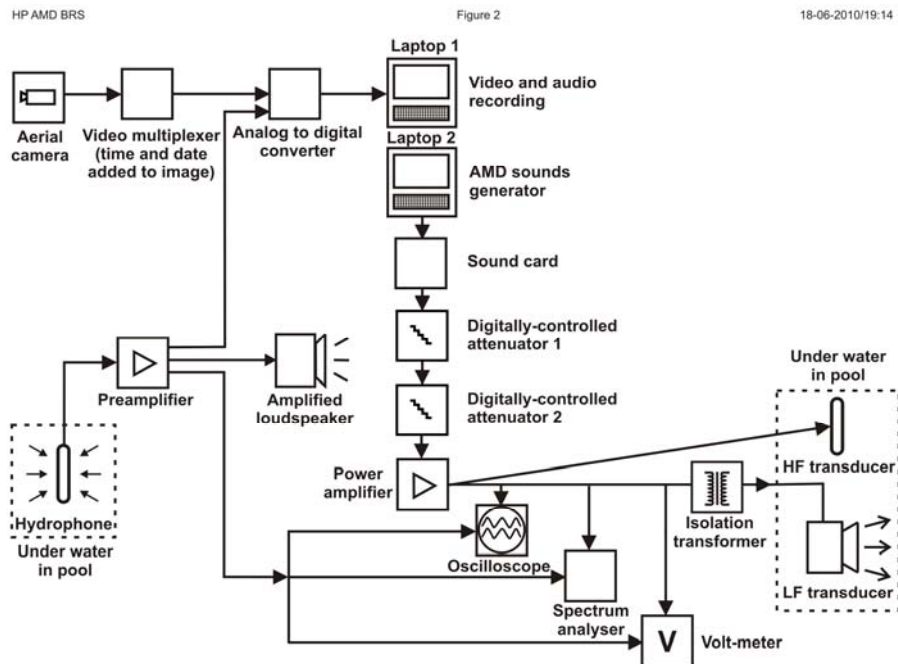 HP AMD BRS
Figure 2
18-06-2010/19:14
Laptop 1
Video and audio
recording
Aerial
camera
Video multiplexer
(time and date
added to image)
Analog to digital
converter
Laptop 2
AMD sounds
generator
Sound card
Digitally-controlled
attenuator 1
Preamplifier
Amplified
loudspeaker
Digitally-controlled
attenuator 2
Under water
in pool
HF transducer
Power
amplifier
Hydrophone
Under water
in pool
Isolation
transformer
Oscilloscope
LF transducer
Spectrum
analyser
V
Volt-meter